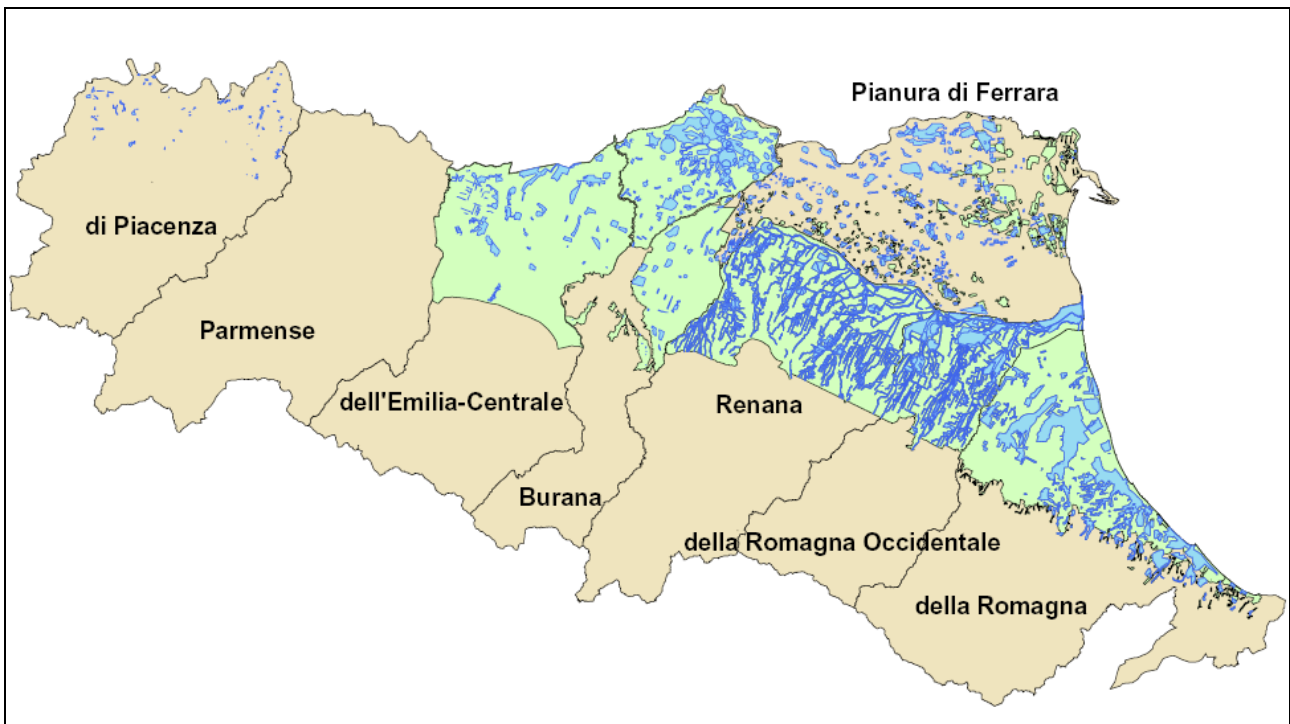 Pianura di Ferrara
di Piacenza
Parmense
dell'Emilia-Centrale
Renana
Burana
della Romagna Occidentale
della Romagna